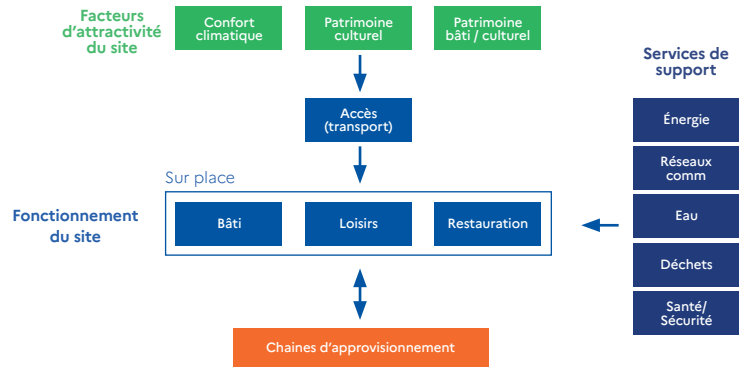 Facteurs
d'attractivité
du site
Confort
climatique
Patrimoine
culturel
Patrimoine
bâti / culturel
Services de
support
Accès
(transport)
Énergie
Réseaux
comm
Eau
Déchets
Santé/
Sécurité
Sur place
Fonctionnement
du site
Bâti
Loisirs
Restauration
Chaines d'approvisionnement